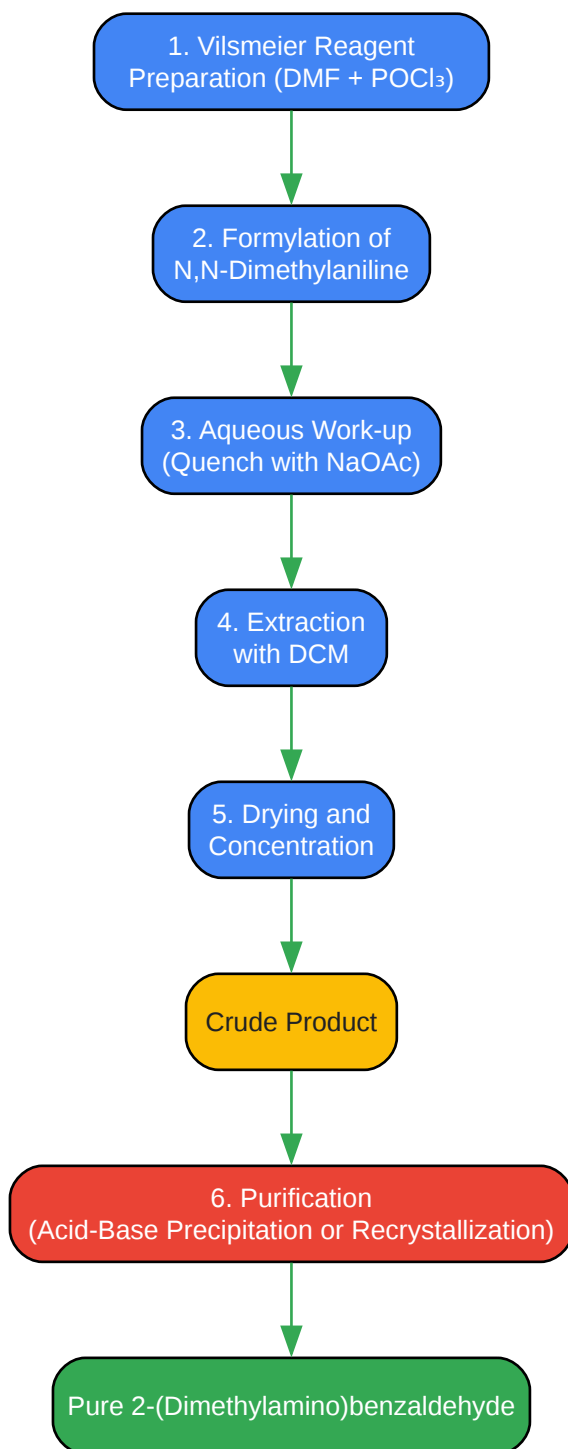 1. Vilsmeier Reagent
Preparation (DMF + POCl₃)
2. Formylation of
N,N-Dimethylaniline
3. Aqueous Work-up
(Quench with NaOAc)
4. Extraction
with DCM
5. Drying and
Concentration
Crude Product
6. Purification
(Acid-Base Precipitation or Recrystallization)
Pure 2-(Dimethylamino)benzaldehyde